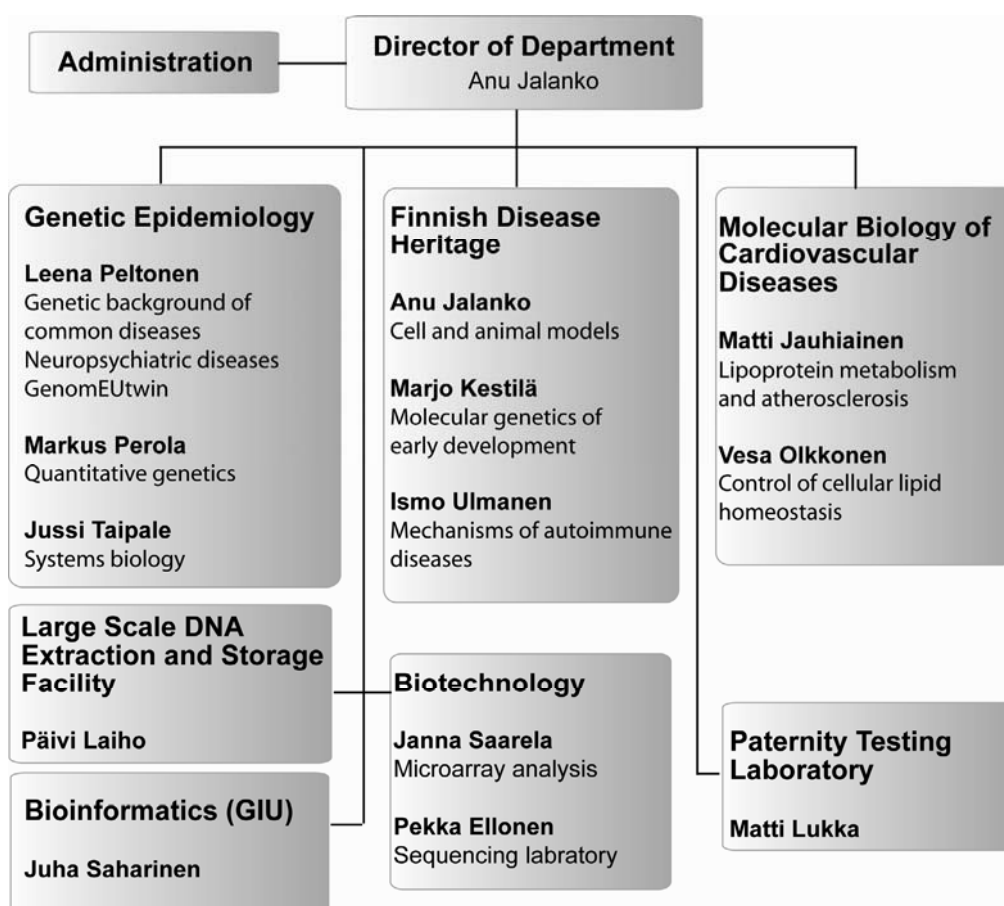 Administration
Director of Department
Anu Jalanko
Genetic Epidemiology
Leena Peltonen
Genetic background of
common diseases
Neuropsychiatric diseases
GenomEUtwin
Markus Perola
Quantitative genetics
Jussi Taipale
Systems biology
Finnish Disease
Heritage
Anu Jalanko
Cell and animal models
Marjo Kestilä
Molecular genetics of
early development
Ismo Ulmanen
Mechanisms of autoimmune
diseases
Molecular Biology of
Cardiovascular
Diseases
Matti Jauhiainen
Lipoprotein metabolism
and atherosclerosis
Vesa Olkkonen
Control of cellular lipid
homeostasis
Large Scale DNA
Extraction and Storage
Facility
Päivi Laiho
Bioinformatics (GIU)
Juha Saharinen
Biotechnology
Janna Saarela
Microarray analysis
Pekka Ellonen
Sequencing labratory
Paternity Testing
Laboratory
Matti Lukka